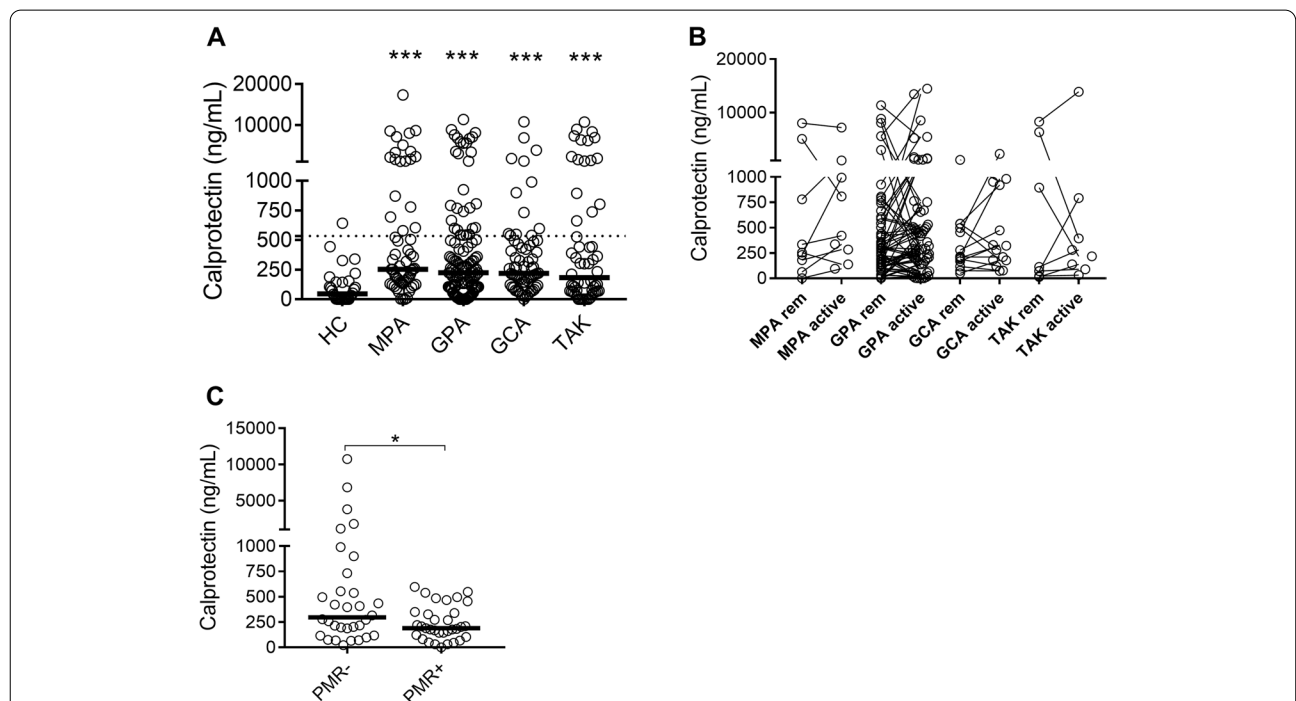 A
*** *** *** ***
Calprotectin (ng/mL)
20000
10000
1000
750
500
250
0
HC MPA GPA GCA TAK
B
Calprotectin (ng/mL)
20000
10000
1000
750
500
250
0
MPA rem MPA active GPA rem GPA active GCA rem GCA active TAK rem TAK active
C
*
Calprotectin (ng/mL)
15000
10000
5000
1000
750
500
250
0
PMR- PMR+